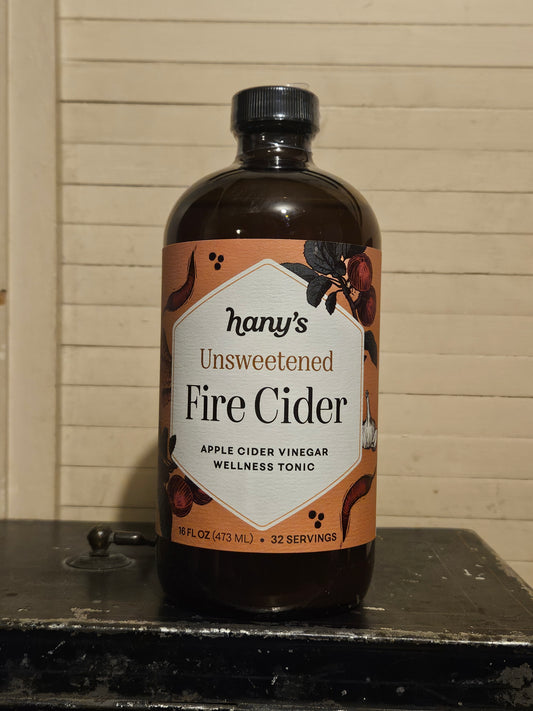 hany's
Unsweetened
Fire Cider
APPLE CIDER VINEGAR
WELLNESS TONIC
16 FL OZ (473 ML) • 32 SERVINGS